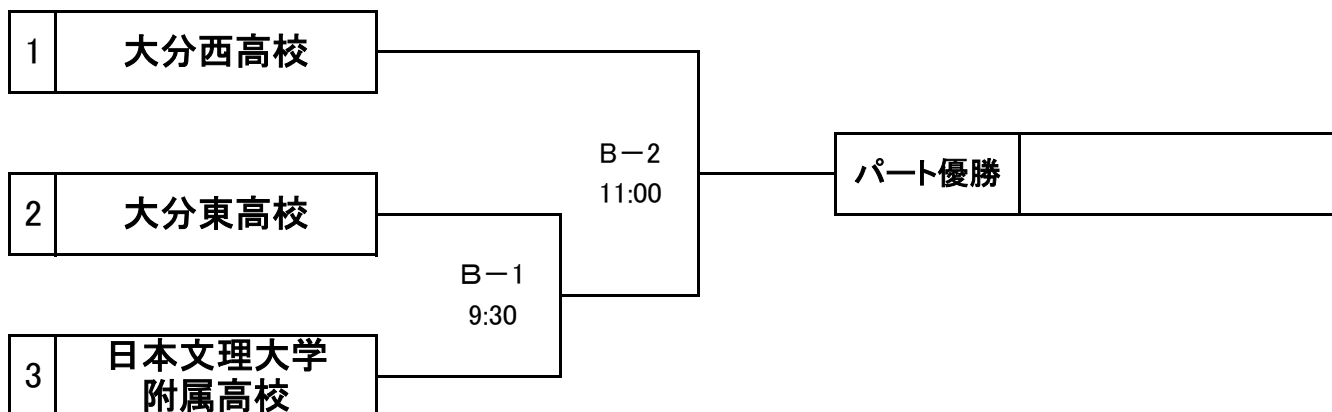 1 大分西高校
B－2
11:00
パート優勝
2 大分東高校
B－1
9:30
3 日本文理大学
附属高校